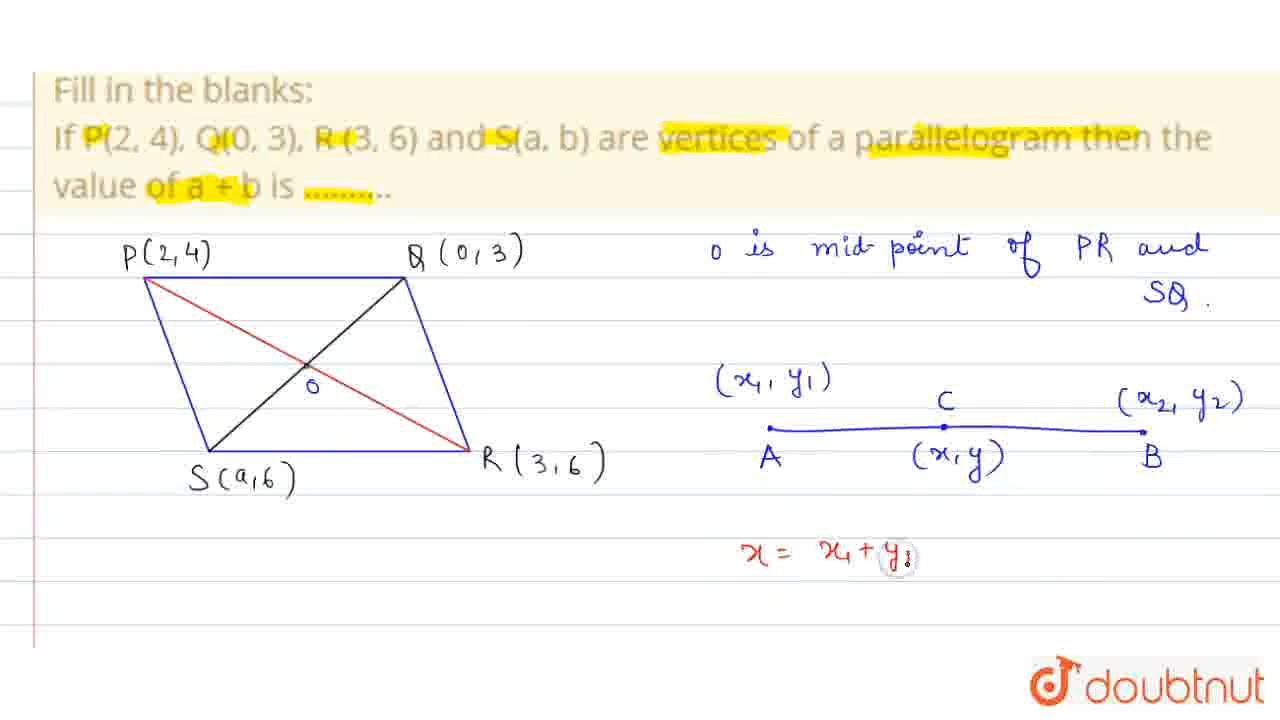 Fill in the blanks:
If P(2, 4), Q(0, 3), R (3, 6) and S(a, b) are vertices of a parallelogram then the
value of a + b is ...........
P(2,4)
Q(0,3)
O
S(a,6)
R(3,6)
O is mid-point of PR and
SQ.
(x₁, y₁)
C
(x₂, y₂)
A
(x,y)
B
x = x₁ + y₁
doubtnut